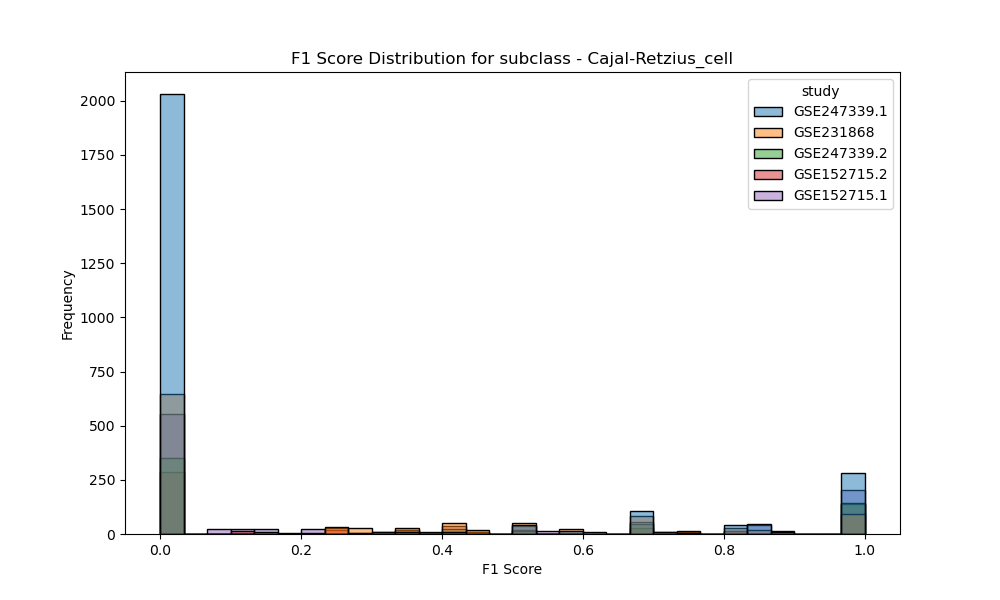 F1 Score Distribution for subclass - Cajal-Retzius_cell
study
GSE247339.1
GSE231868
GSE247339.2
GSE152715.2
GSE152715.1
Frequency
2000
1750
1500
1250
1000
750
500
250
0
0.0 0.2 0.4 0.6 0.8 1.0
F1 Score